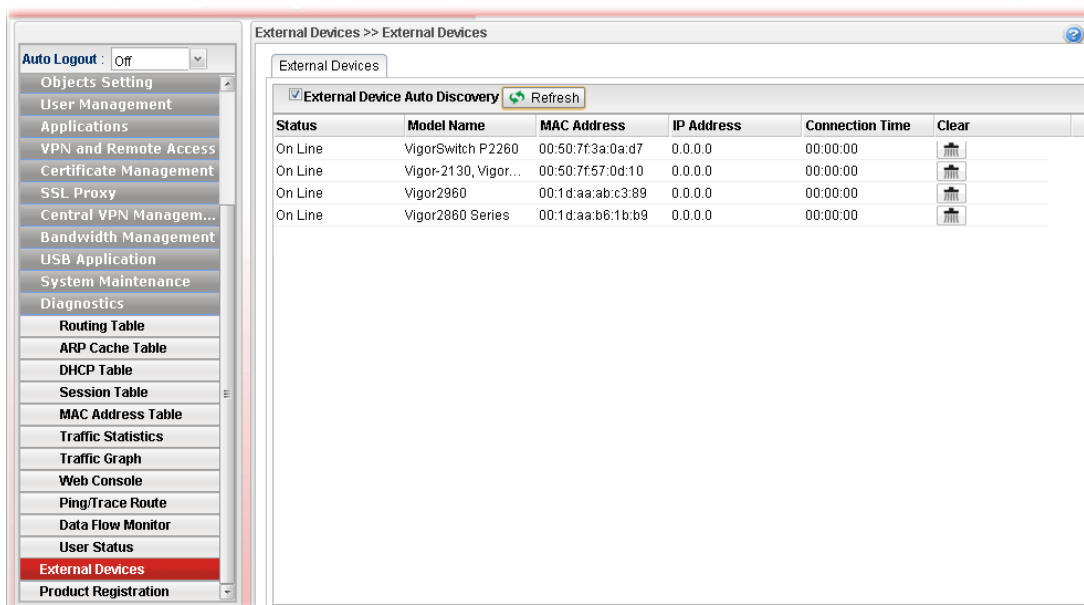 External Devices >> External Devices
Auto Logout : Off
Objects Setting
User Management
Applications
VPN and Remote Access
Certificate Management
SSL Proxy
Central VPN Managem...
Bandwidth Management
USB Application
System Maintenance
Diagnostics
Routing Table
ARP Cache Table
DHCP Table
Session Table
MAC Address Table
Traffic Statistics
Traffic Graph
Web Console
Ping/Trace Route
Data Flow Monitor
User Status
External Devices
Product Registration
External Devices
External Device Auto Discovery Refresh
Status Model Name MAC Address IP Address Connection Time Clear
On Line VigorSwitch P2260 00:50:7f:3a:0a:d7 0.0.0.0 00:00:00
On Line Vigor-2130, Vigor... 00:50:7f:57:0d:10 0.0.0.0 00:00:00
On Line Vigor2960 00:1d:aa:ab:c3:89 0.0.0.0 00:00:00
On Line Vigor2860 Series 00:1d:aa:b6:1b:b9 0.0.0.0 00:00:00